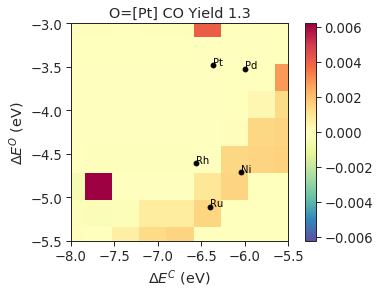 O=[Pt] CO Yield 1.3
−3.0
−3.5
−4.0
−4.5
−5.0
−5.5
ΔE^O (eV)
Pt
Pd
Rh
Ni
Ru
−8.0 −7.5 −7.0 −6.5 −6.0 −5.5
ΔE^C (eV)
0.006
0.004
0.002
0.000
−0.002
−0.004
−0.006